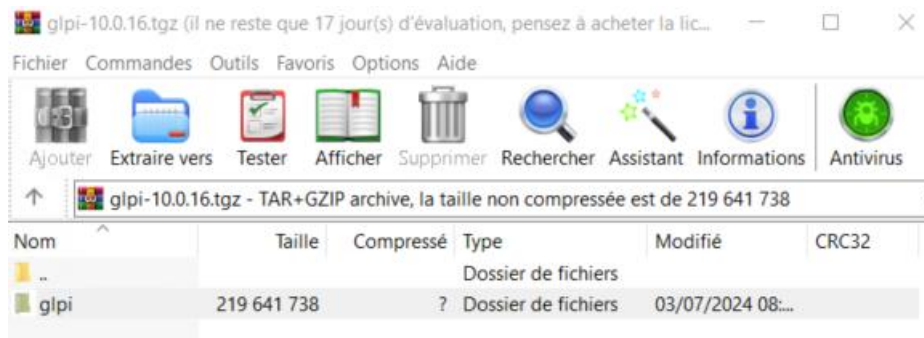 glpi-10.0.16.tgz (il ne reste que 17 jour(s) d'évaluation, pensez à acheter la lic...
Fichier Commandes Outils Favoris Options Aide
Ajouter Extraire vers Tester Afficher Supprimer Rechercher Assistant Informations Antivirus
glpi-10.0.16.tgz - TAR+GZIP archive, la taille non compressée est de 219 641 738
Nom Taille Compressé Type Modifié CRC32
.. Dossier de fichiers
glpi 219 641 738 ? Dossier de fichiers 03/07/2024 08:...